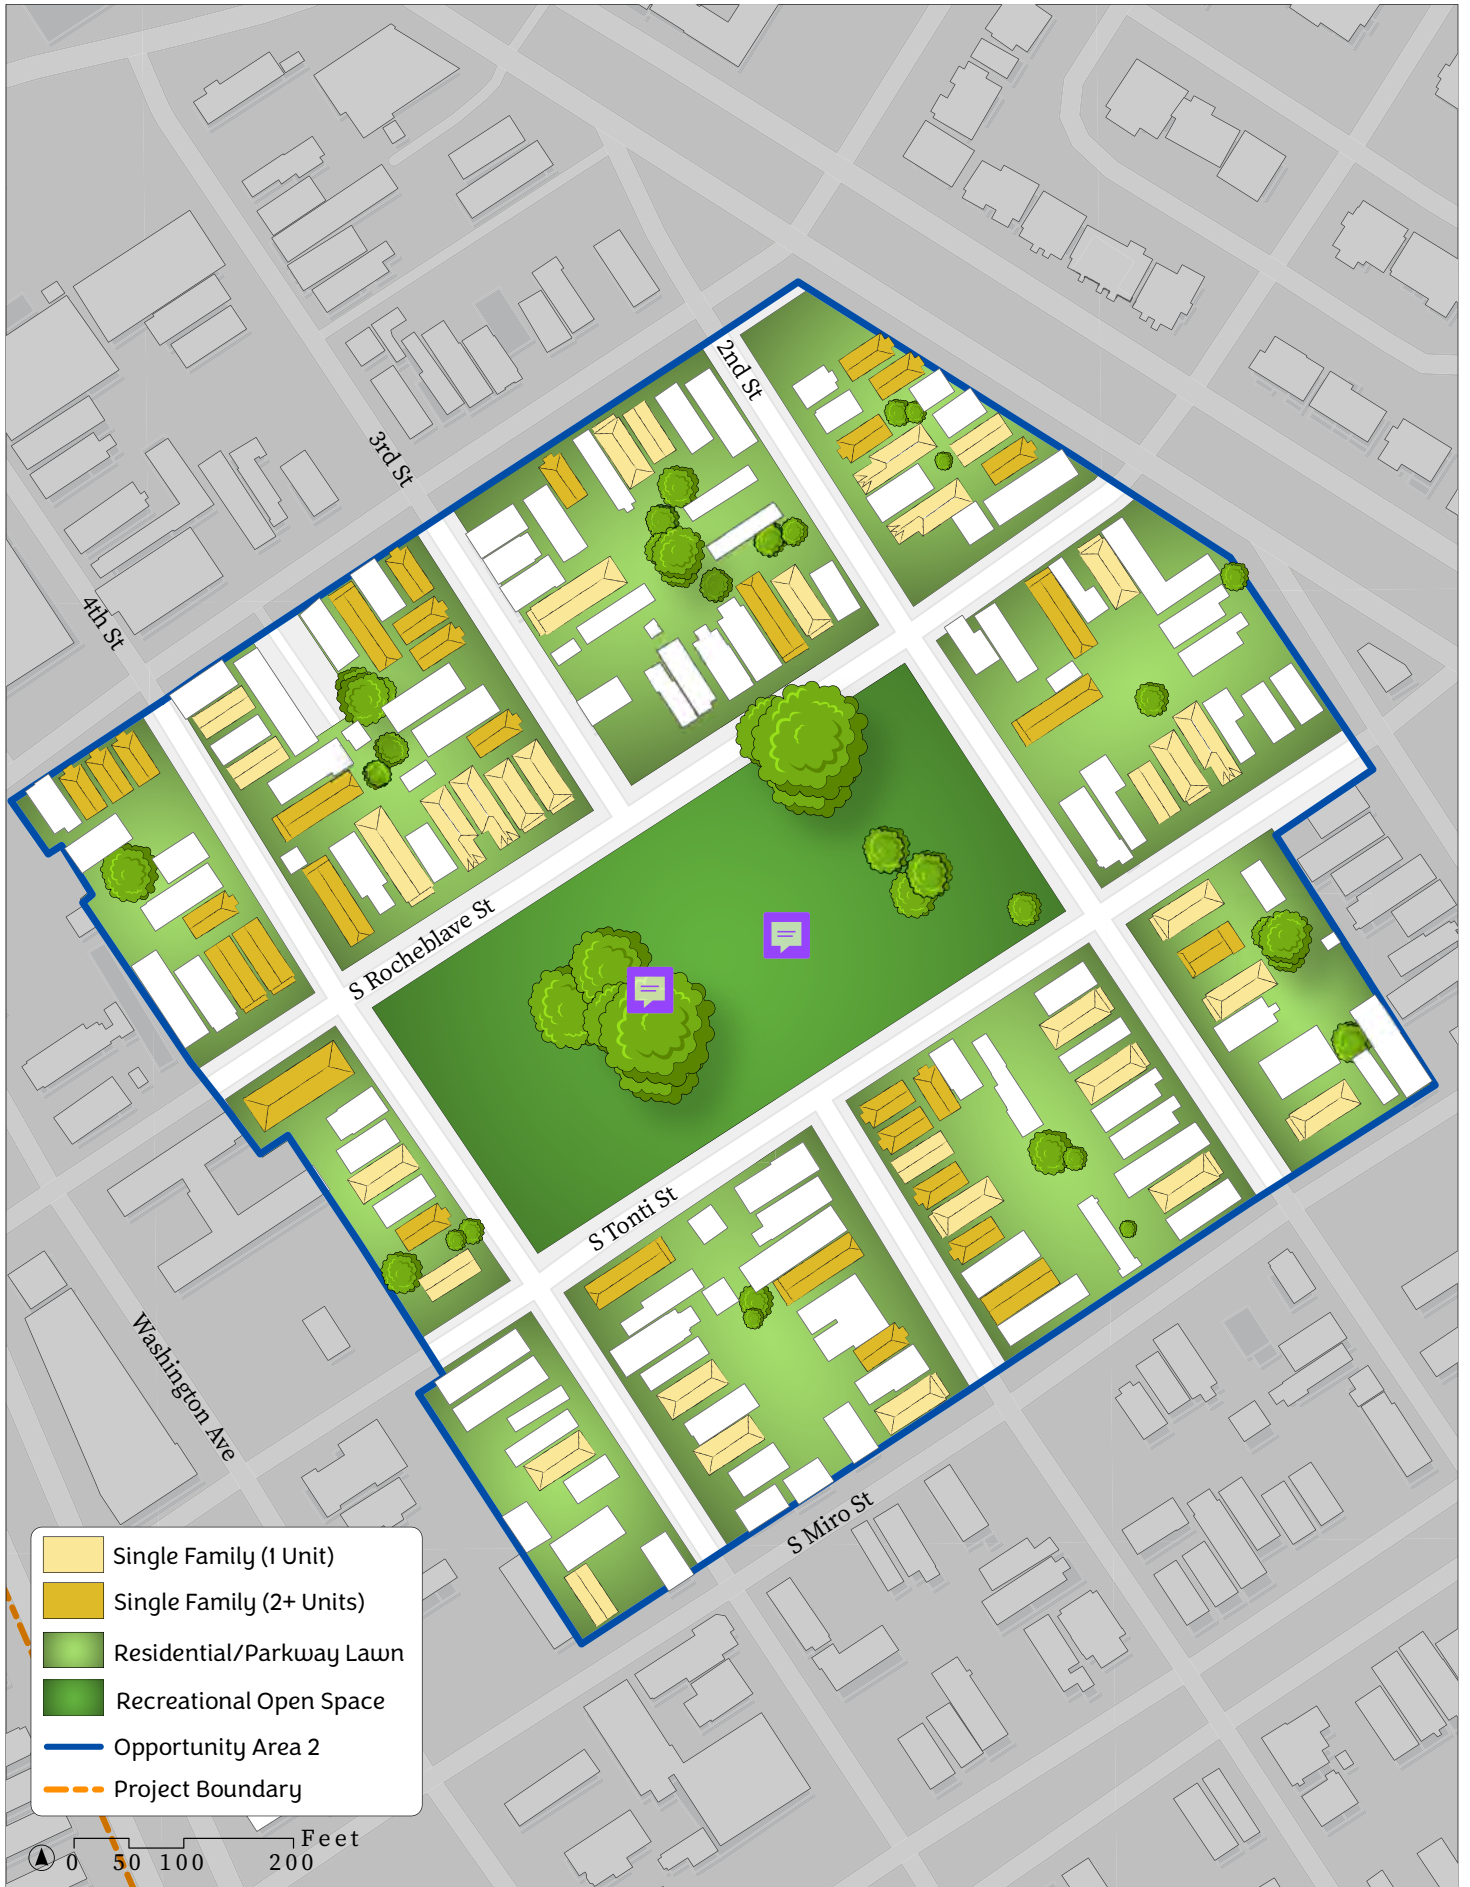 2nd St
3rd St
4th St
S Rocheblave St
S Tonti St
Washington Ave
S Miro St
Single Family (1 Unit)
Single Family (2+ Units)
Residential/Parkway Lawn
Recreational Open Space
Opportunity Area 2
Project Boundary
Feet
0 50 100 200